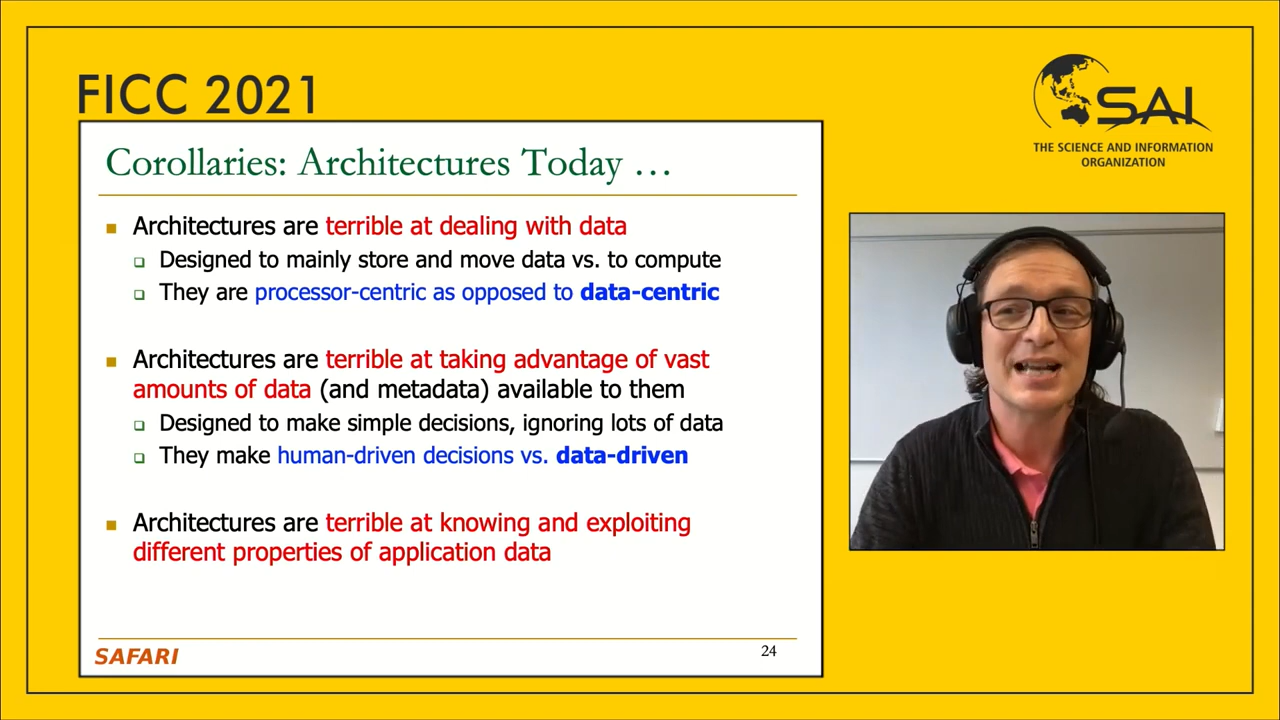 FICC 2021
SAI
THE SCIENCE AND INFORMATION
ORGANIZATION
Corollaries: Architectures Today …
Architectures are terrible at dealing with data
Designed to mainly store and move data vs. to compute
They are processor-centric as opposed to data-centric
Architectures are terrible at taking advantage of vast
amounts of data (and metadata) available to them
Designed to make simple decisions, ignoring lots of data
They make human-driven decisions vs. data-driven
Architectures are terrible at knowing and exploiting
different properties of application data
SAFARI
24